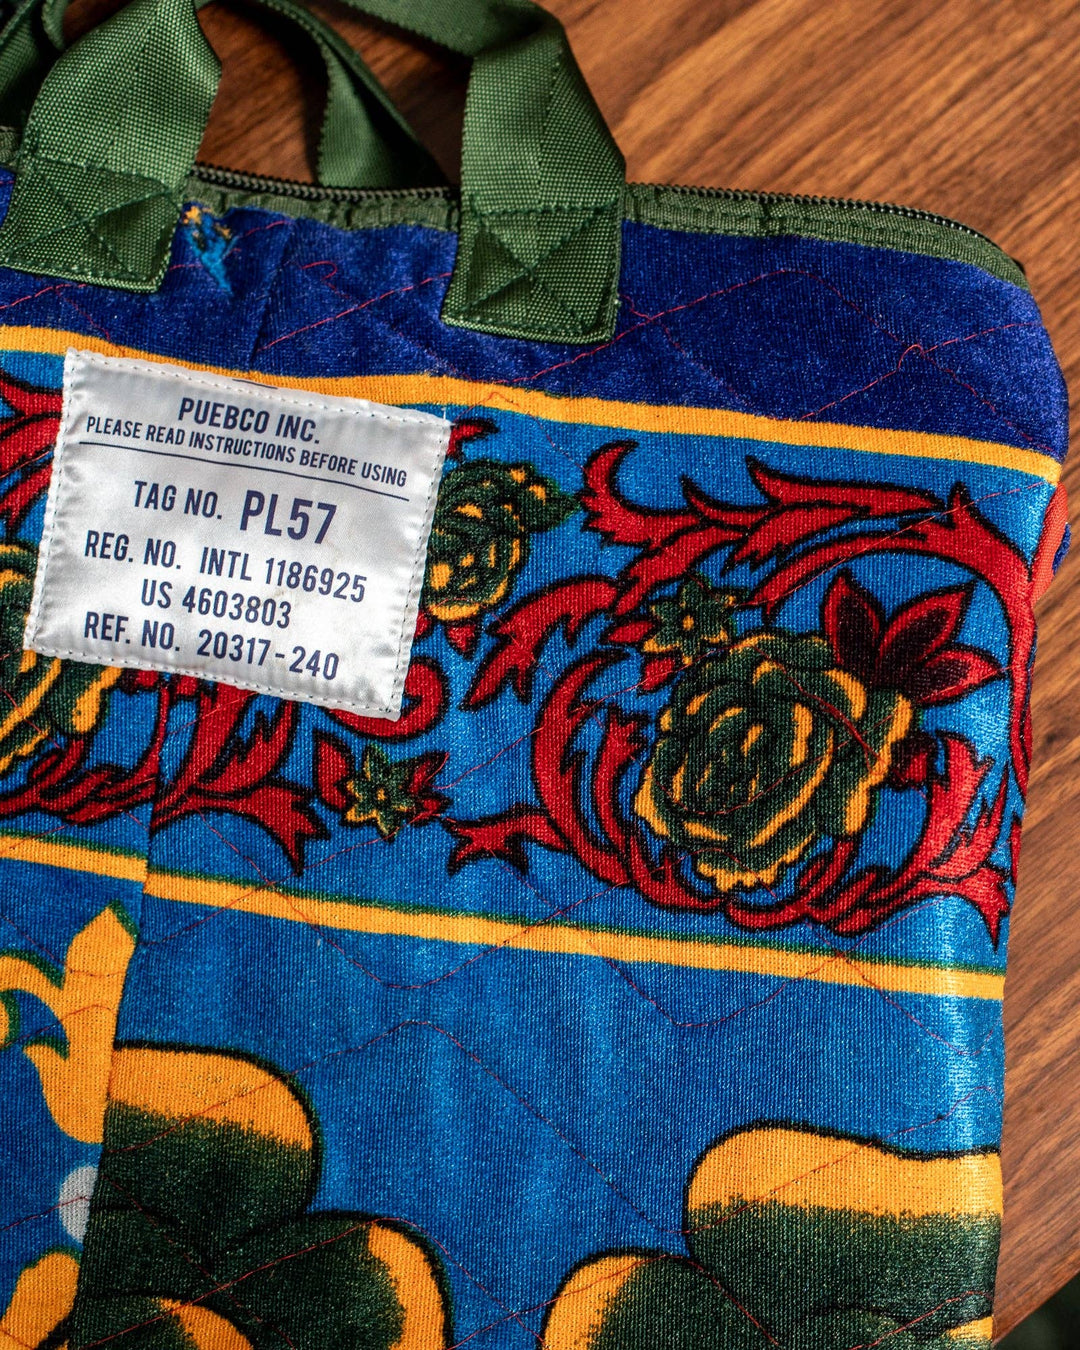 PUEBCO INC.
PLEASE READ INSTRUCTIONS BEFORE USING
TAG NO. PL57
REG. NO. INTL 1186925
US 4603803
REF. NO. 20317-240